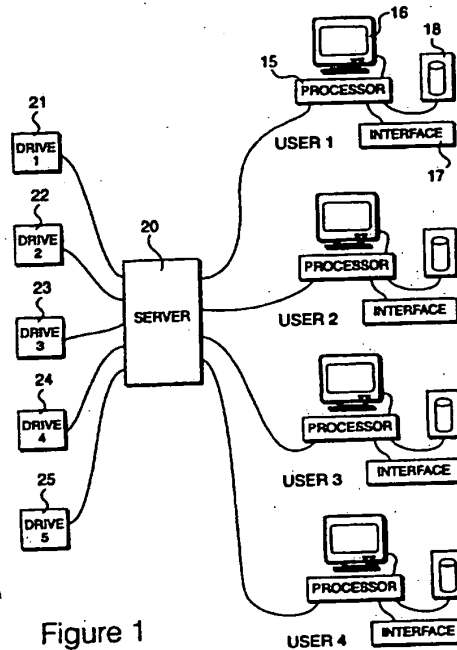 16
18
15
PROCESSOR
21
USER 1
INTERFACE
17
DRIVE
1
22
20
DRIVE
2
PROCESSOR
23
SERVER
USER 2
INTERFACE
DRIVE
3
24
DRIVE
4
PROCESSOR
25
USER 3
INTERFACE
DRIVE
5
PROCESSOR
Figure 1
USER 4
INTERFACE